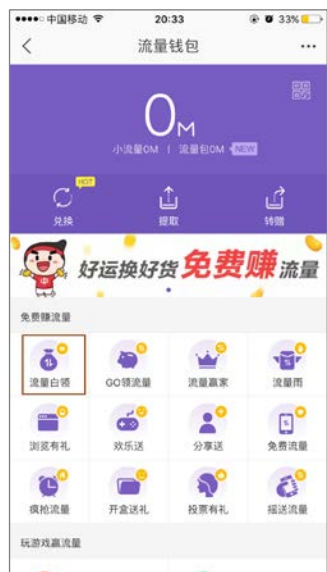 中国移动 20:33 33%
流量钱包
0M
小流量0M | 流量包0M NEW
HOT
兑换 提取 转赠
好运换好货 免费赚流量
免费赚流量
流量白领 GO领流量 流量赢家 流量雨
浏览有礼 欢乐送 分享送 免费流量
疯抢流量 开盒送礼 投票有礼 摇送流量
玩游戏赢流量